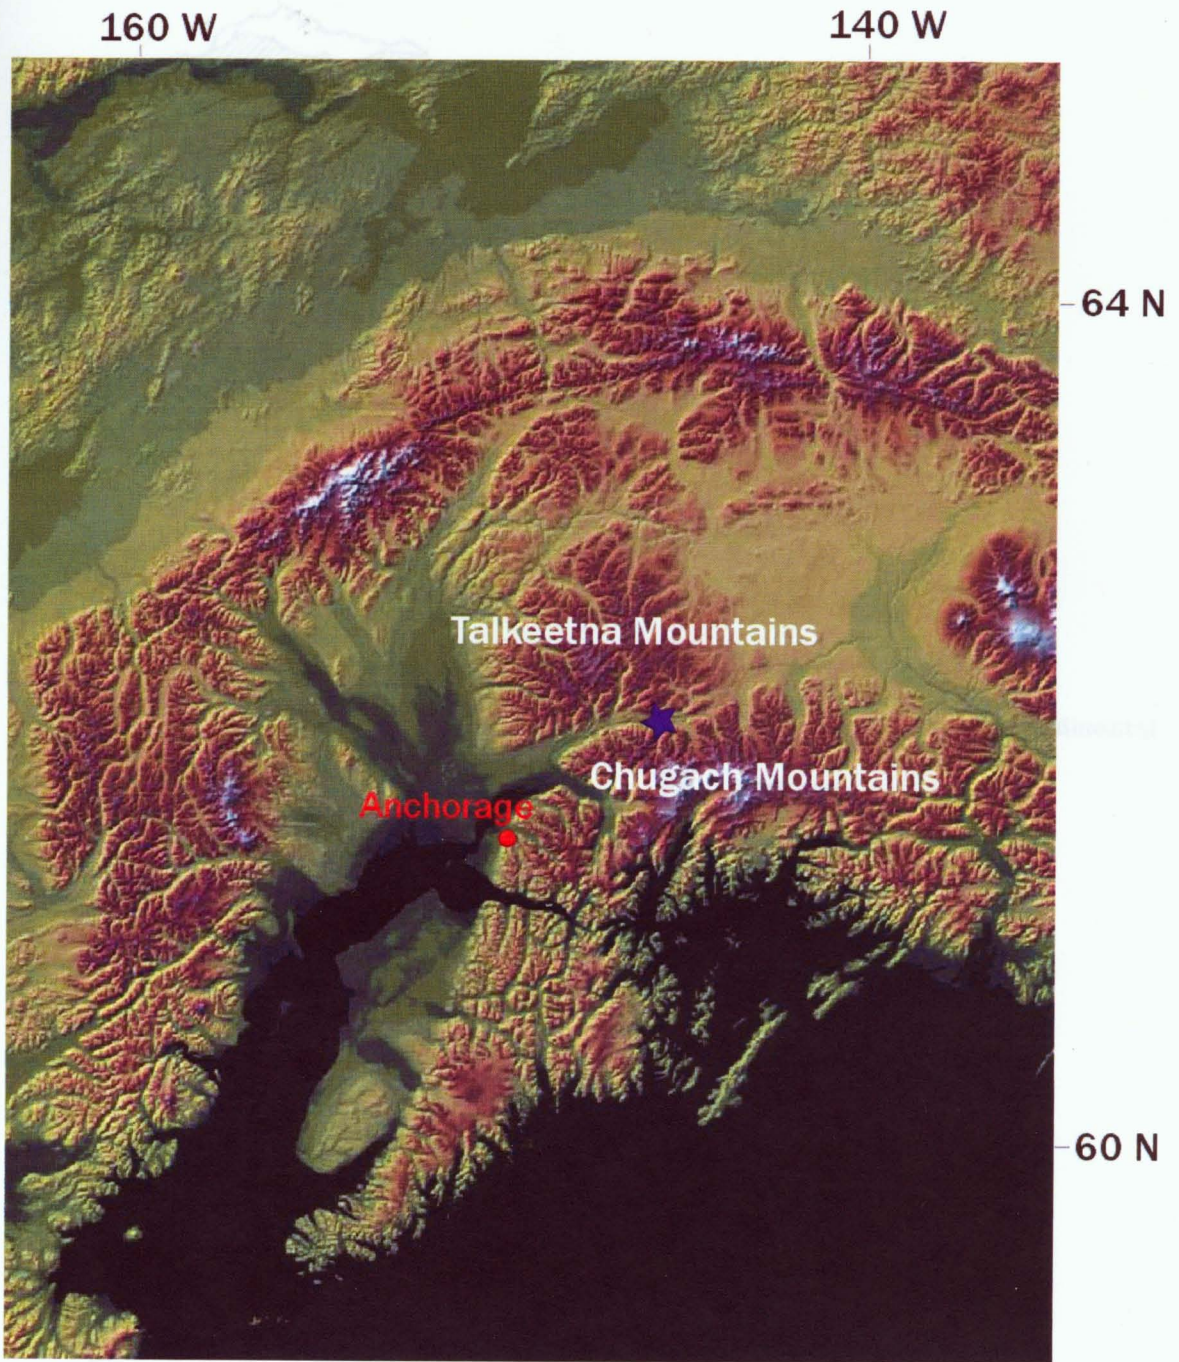 160 W
140 W
64 N
Talkeetna Mountains
Chugach Mountains
Anchorage
60 N